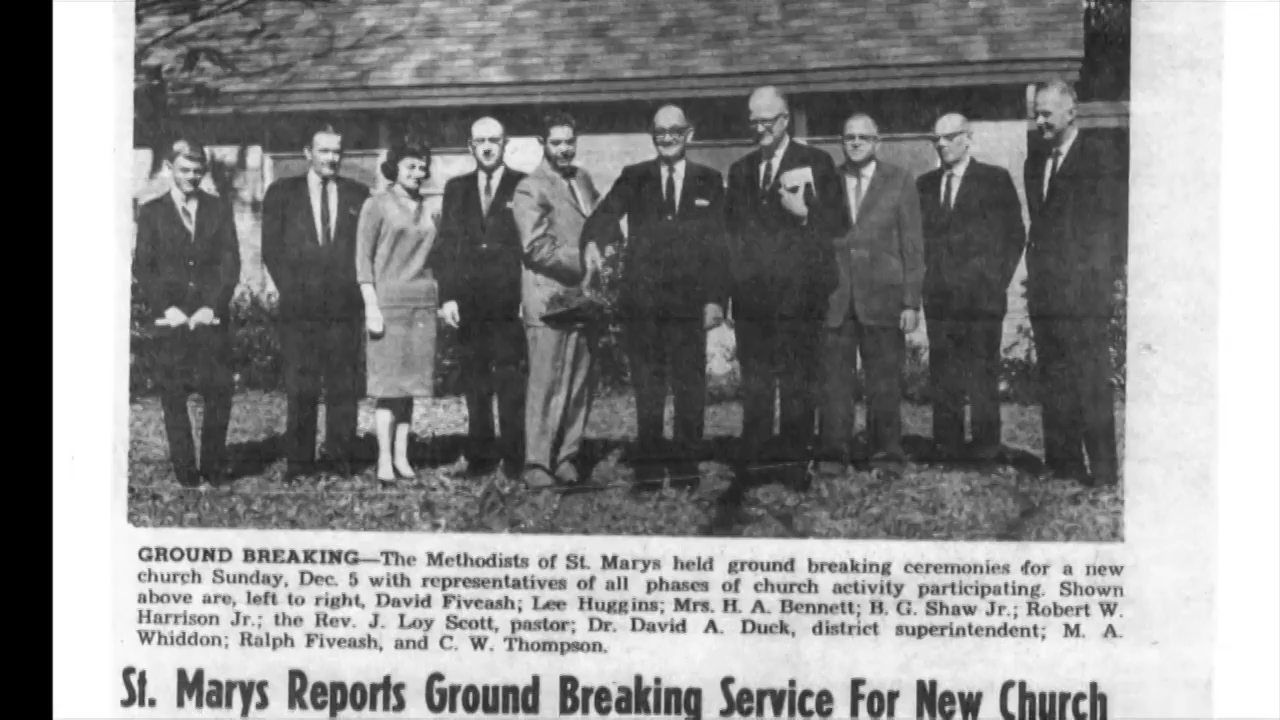 GROUND BREAKING—The Methodists of St. Marys held ground breaking ceremonies for a new
church Sunday, Dec. 5 with representatives of all phases of church activity participating. Shown
above are, left to right, David Fiveash; Lee Huggins; Mrs. H. A. Bennett; B. G. Shaw Jr.; Robert W.
Harrison Jr.; the Rev. J. Loy Scott, pastor; Dr. David A. Duck, district superintendent; M. A.
Whiddon; Ralph Fiveash, and C. W. Thompson.
St. Marys Reports Ground Breaking Service For New Church